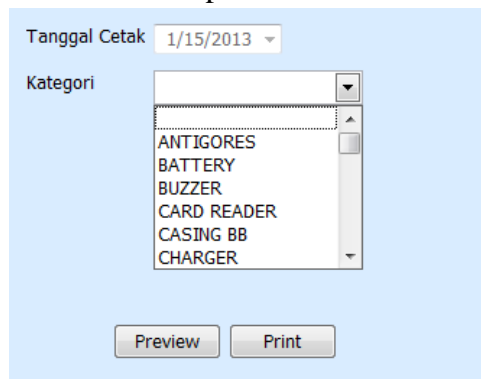 Tanggal Cetak 1/15/2013
Kategori
ANTIGORES
BATTERY
BUZZER
CARD READER
CASING BB
CHARGER
Preview Print